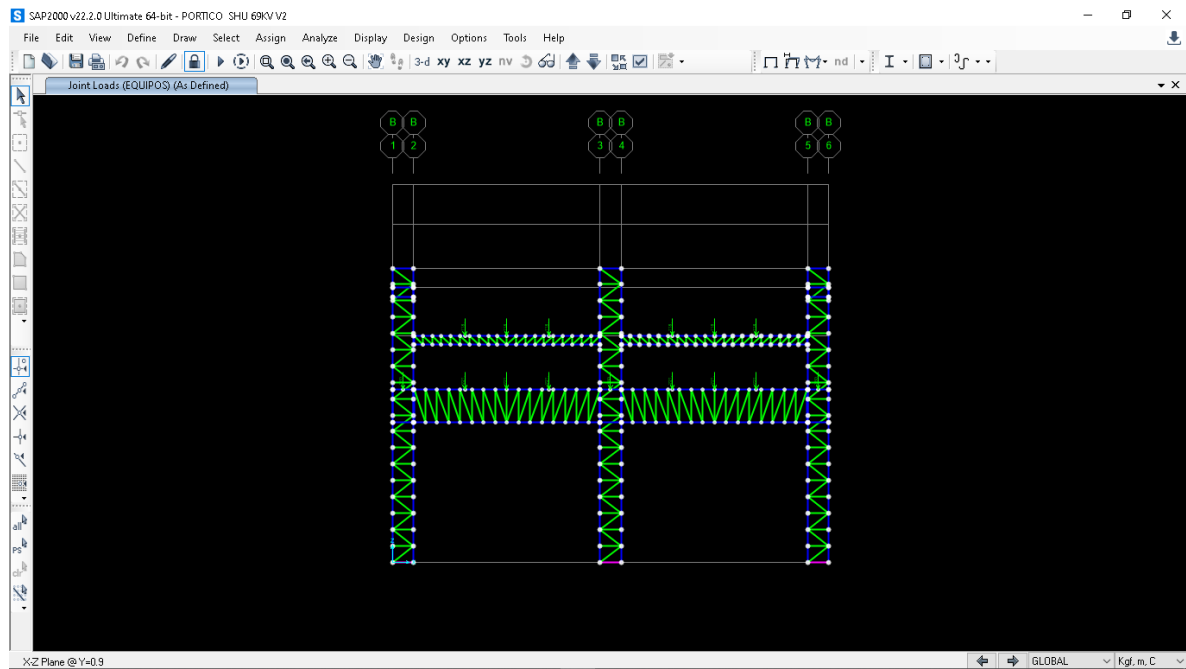 S SAP2000 v22.2.0 Ultimate 64-bit - PORTICO SHU 69KV V2
File Edit View Define Draw Select Assign Analyze Display Design Options Tools Help
3-d xy xz yz nv nd I
Joint Loads (EQUIPOS) (As Defined)
B B B B B B
1 2 3 4 5 6
all
PS
clr
X-Z Plane @ Y=0.9 GLOBAL Kgf, m, C